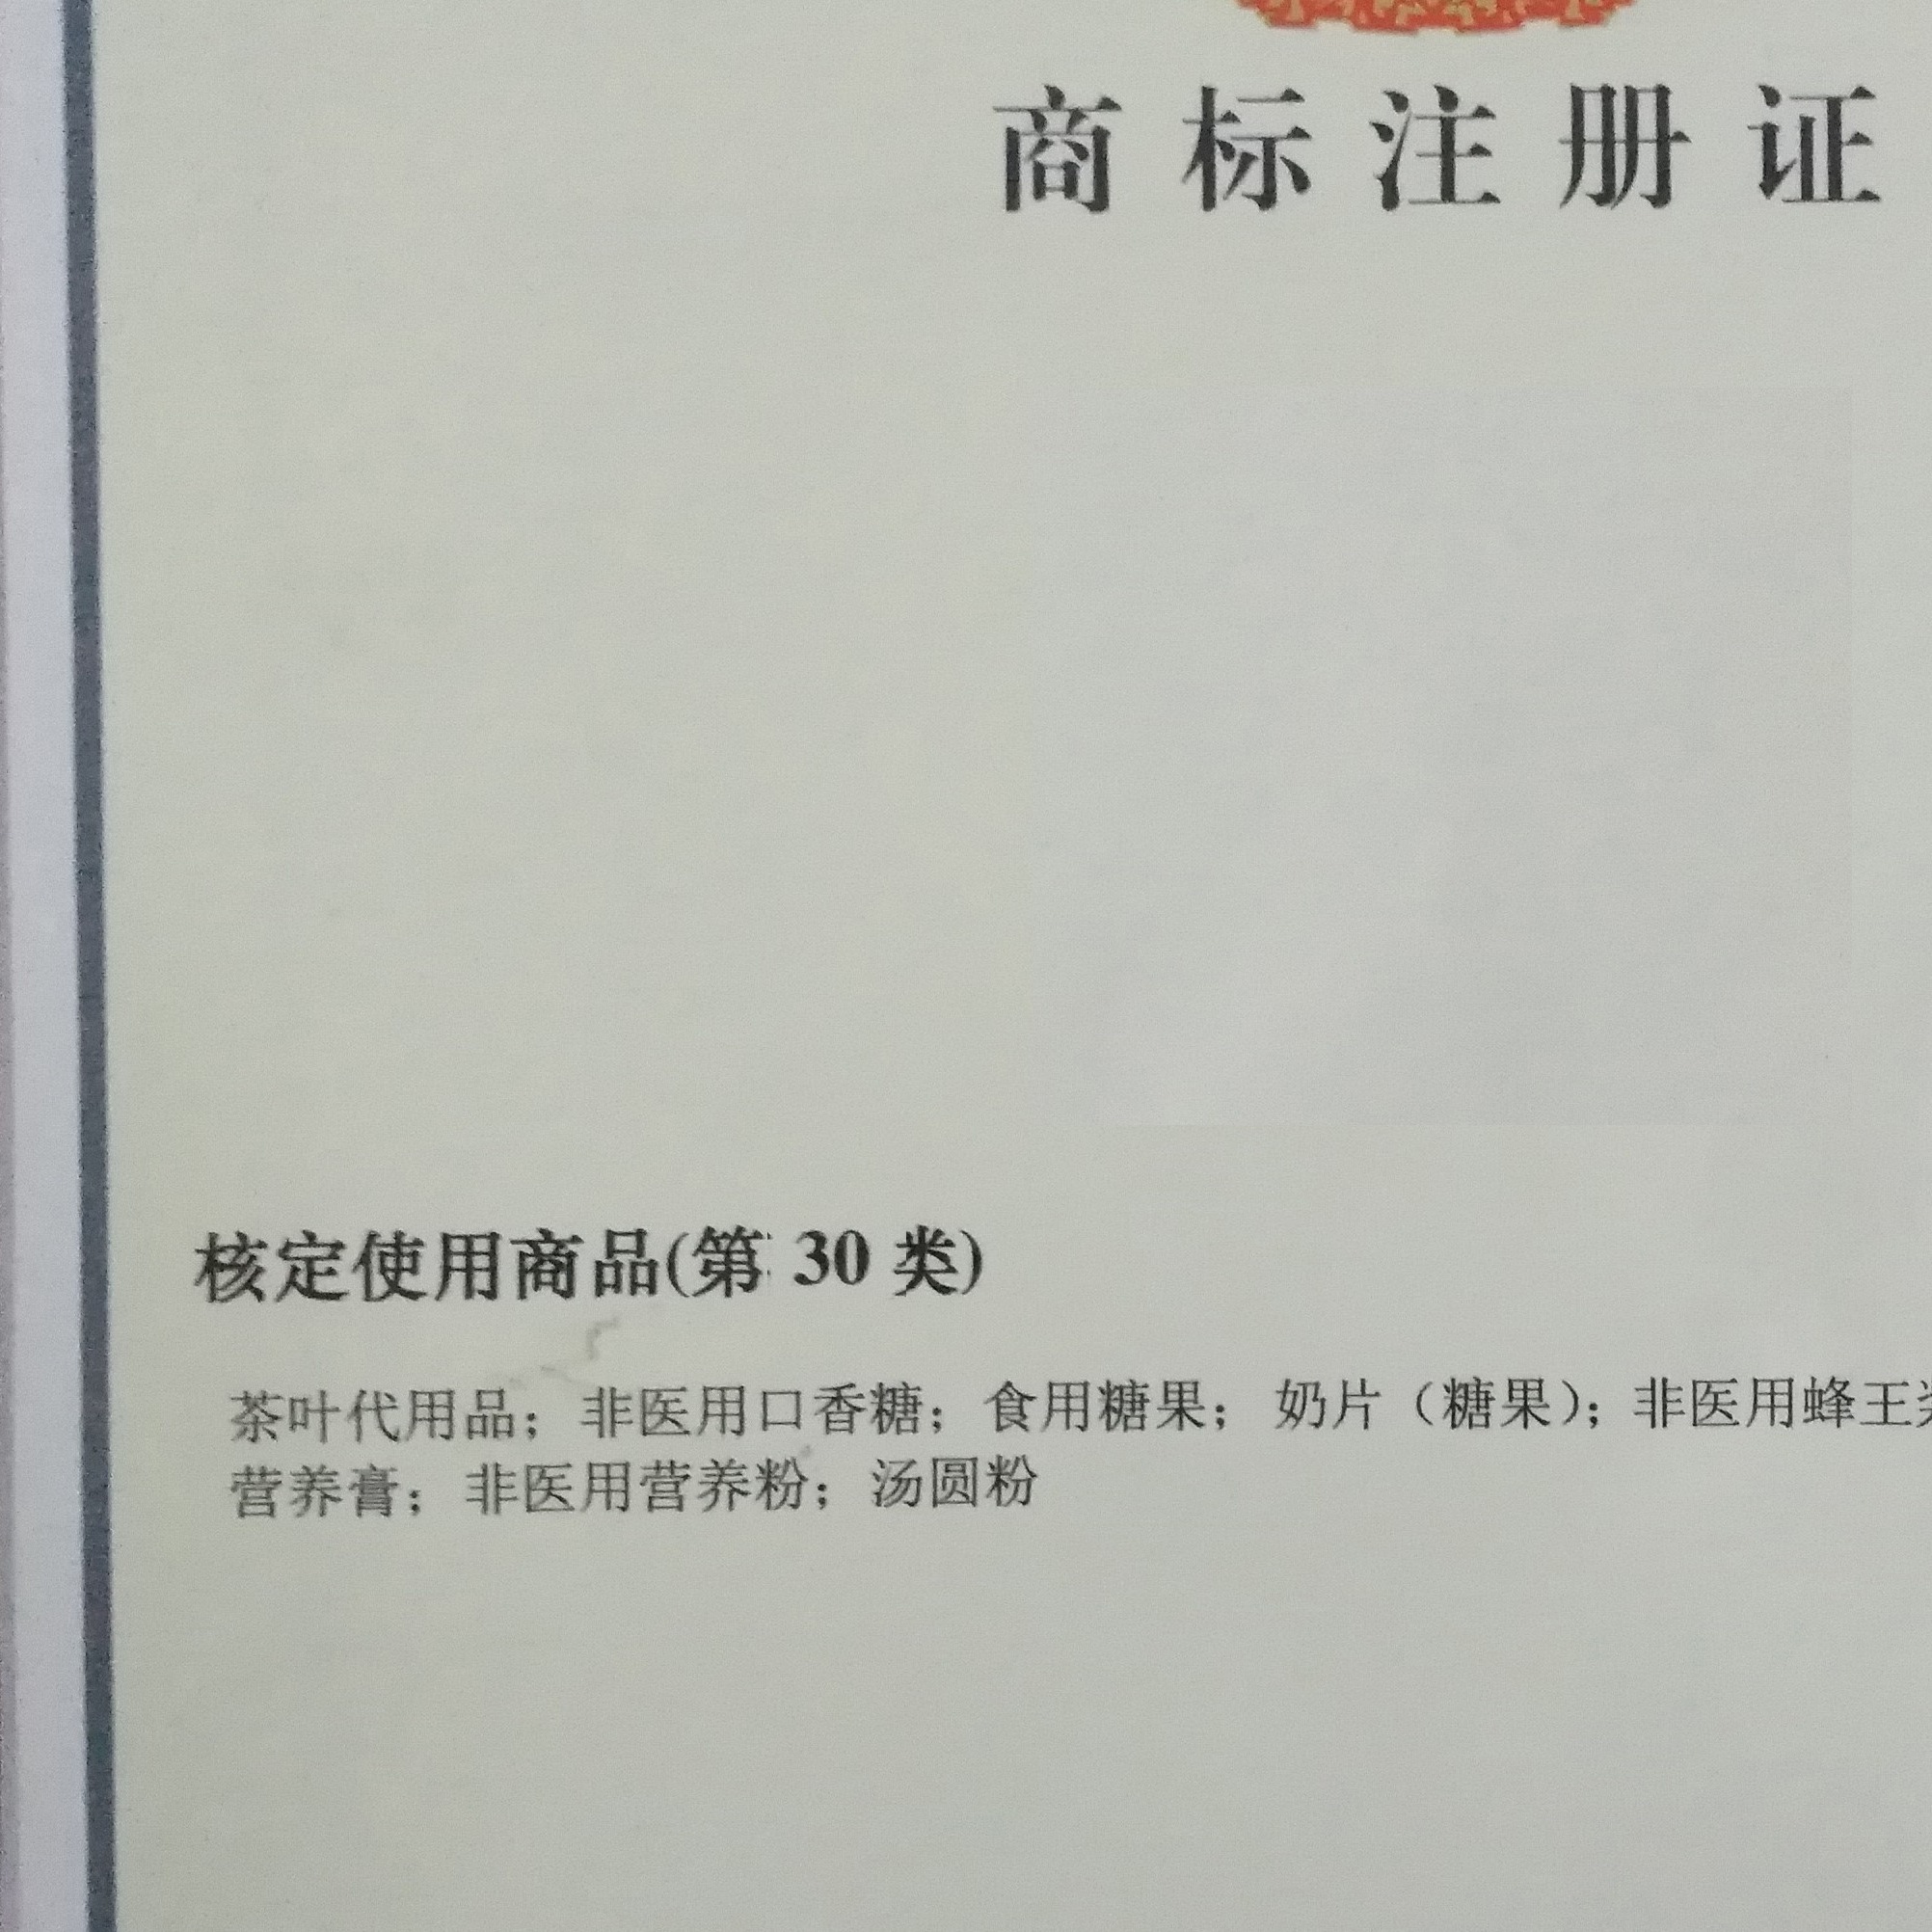 商标注册证
核定使用商品(第 30 类)
茶叶代用品；非医用口香糖；食用糖果；奶片（糖果）；非医用蜂王
营养膏；非医用营养粉；汤圆粉